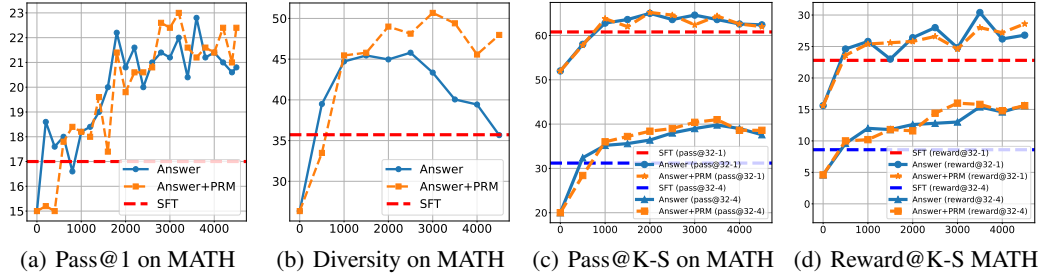 23
22
21
20
19
18
17
16
15
0 1000 2000 3000 4000
Answer
Answer+PRM
SFT
(a) Pass@1 on MATH
50
45
40
35
30
0 1000 2000 3000 4000
Answer
Answer+PRM
SFT
(b) Diversity on MATH
60
50
40
30
20
0 1000 2000 3000 4000
SFT (pass@32-1)
Answer (pass@32-1)
Answer+PRM (pass@32-1)
SFT (pass@32-4)
Answer (pass@32-4)
Answer+PRM (pass@32-4)
(c) Pass@K-S on MATH
30
25
20
15
10
5
0
0 1000 2000 3000 4000
SFT (reward@32-1)
Answer (reward@32-1)
Answer+PRM (reward@32-1)
SFT (reward@32-4)
Answer (reward@32-4)
Answer+PRM (reward@32-4)
(d) Reward@K-S on MATH